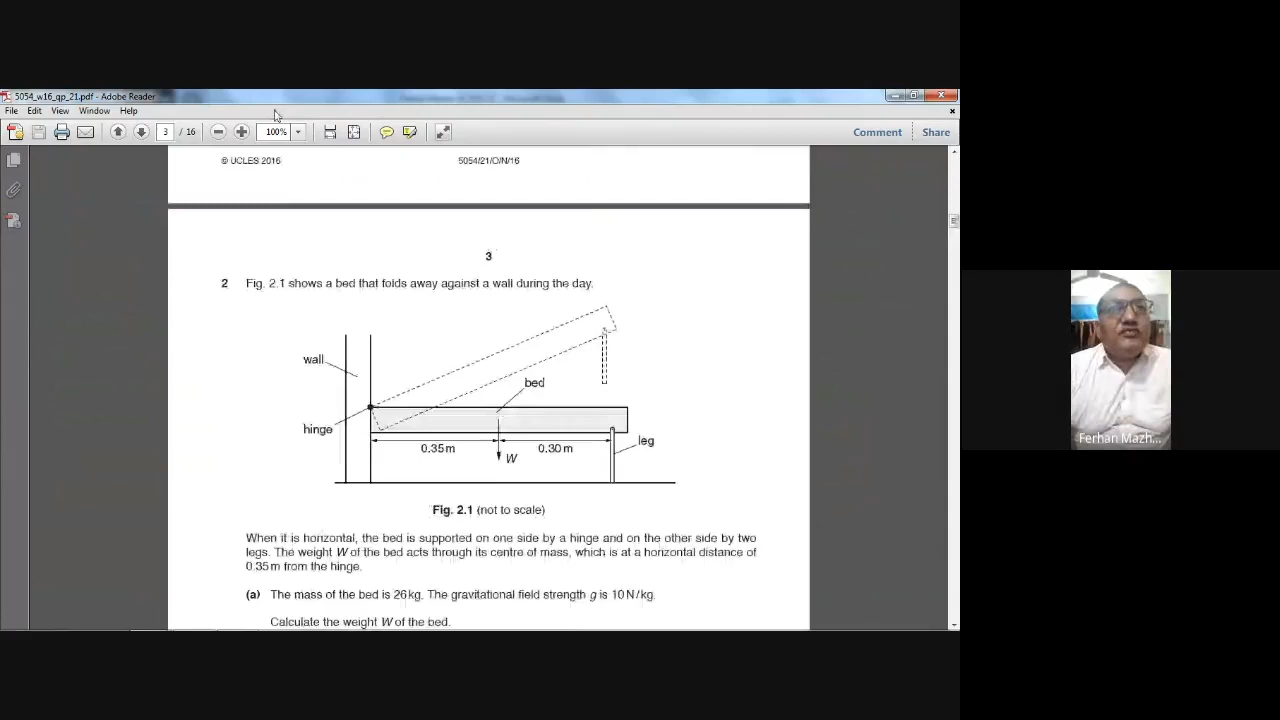 5054_w16_qp_21.pdf - Adobe Reader
File Edit View Window Help
3 / 16 100% Comment Share
© UCLES 2016 5054/21/O/N/16
3
2 Fig. 2.1 shows a bed that folds away against a wall during the day.
wall
bed
hinge
leg
0.35 m 0.30 m
W
Fig. 2.1 (not to scale)
When it is horizontal, the bed is supported on one side by a hinge and on the other side by two
legs. The weight W of the bed acts through its centre of mass, which is at a horizontal distance of
0.35 m from the hinge.
(a) The mass of the bed is 26 kg. The gravitational field strength g is 10 N / kg.
Calculate the weight W of the bed.
Ferhan Mazh...